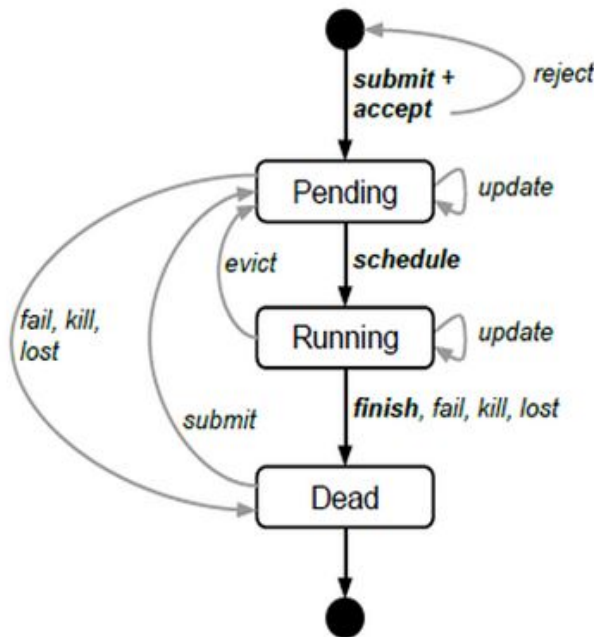 submit +
accept
reject
Pending
update
evict
schedule
fail, kill,
lost
Running
update
submit
finish, fail, kill, lost
Dead